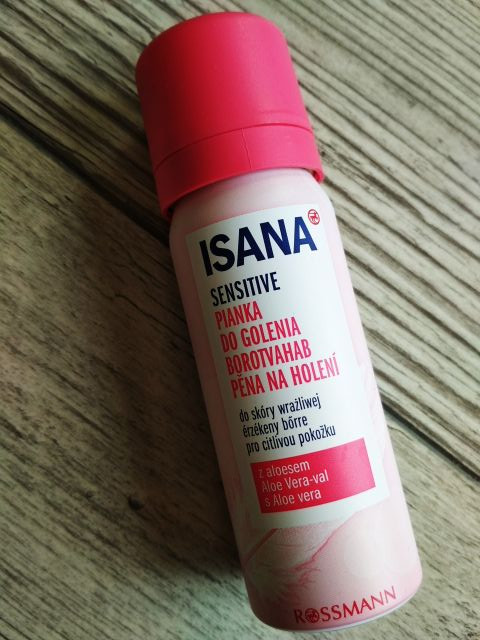 ISANA
SENSITIVE
PIANKA
DO GOLENIA
BOROTVAHAB
PĚNA NA HOLENÍ
do skóry wrażliwej
érzékeny bőrre
pro citlivou pokožku
z aloesem
Aloe Vera-val
s Aloe vera
ROSSMANN